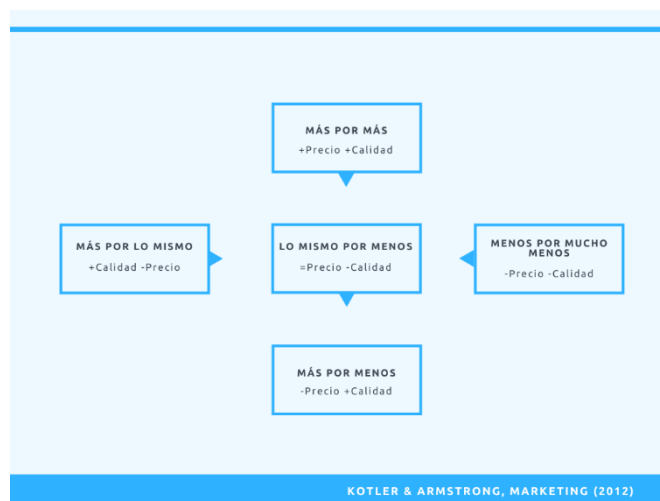 MÁS POR MÁS
+Precio +Calidad
MÁS POR LO MISMO
+Calidad -Precio
LO MISMO POR MENOS
=Precio -Calidad
MENOS POR MUCHO
MENOS
-Precio -Calidad
MÁS POR MENOS
-Precio +Calidad
KOTLER & ARMSTRONG, MARKETING (2012)